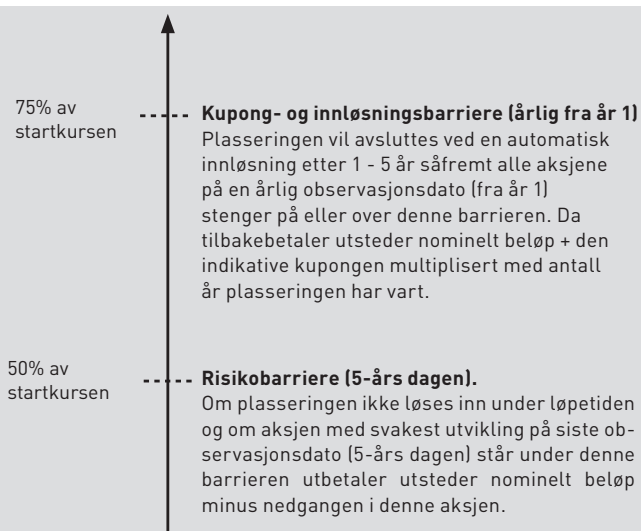 75% av
startkursen
Kupong- og innløsningsbarriere (årlig fra år 1)
Plasseringen vil avsluttes ved en automatisk
innløsning etter 1 - 5 år såfremt alle aksjene
på en årlig observasjonsdato (fra år 1)
stenger på eller over denne barrieren. Da
tilbakebetaler utsteder nominelt beløp + den
indikative kupongen multiplisert med antall
år plasseringen har vart.
50% av
startkursen
Risikobarriere (5-års dagen).
Om plasseringen ikke løses inn under løpetiden
og om aksjen med svakest utvikling på siste ob-
servasjonsdato (5-års dagen) står under denne
barrieren utbetaler utsteder nominelt beløp
minus nedgangen i denne aksjen.